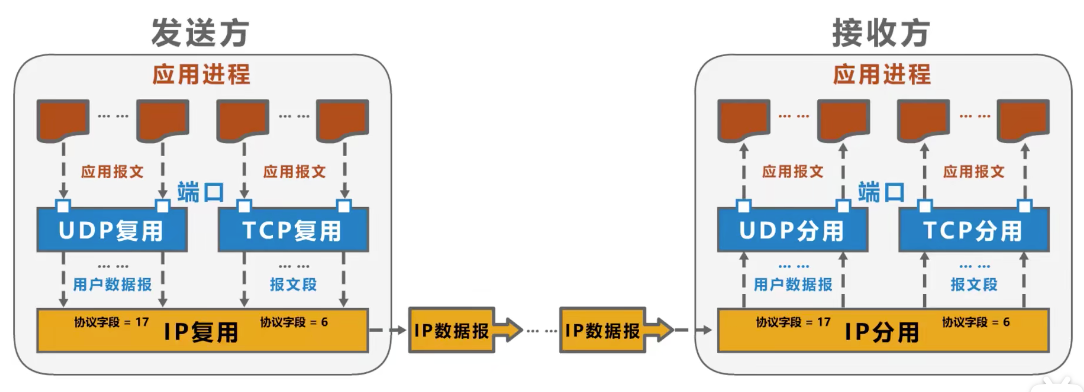 发送方
应用进程
… … … …
应用报文 应用报文
端口
UDP复用 TCP复用
… … … …
用户数据报 报文段
协议字段 = 17 IP复用 协议字段 = 6
IP数据报 … … IP数据报
接收方
应用进程
… … … …
应用报文 应用报文
端口
UDP分用 TCP分用
… … … …
用户数据报 报文段
协议字段 = 17 IP分用 协议字段 = 6